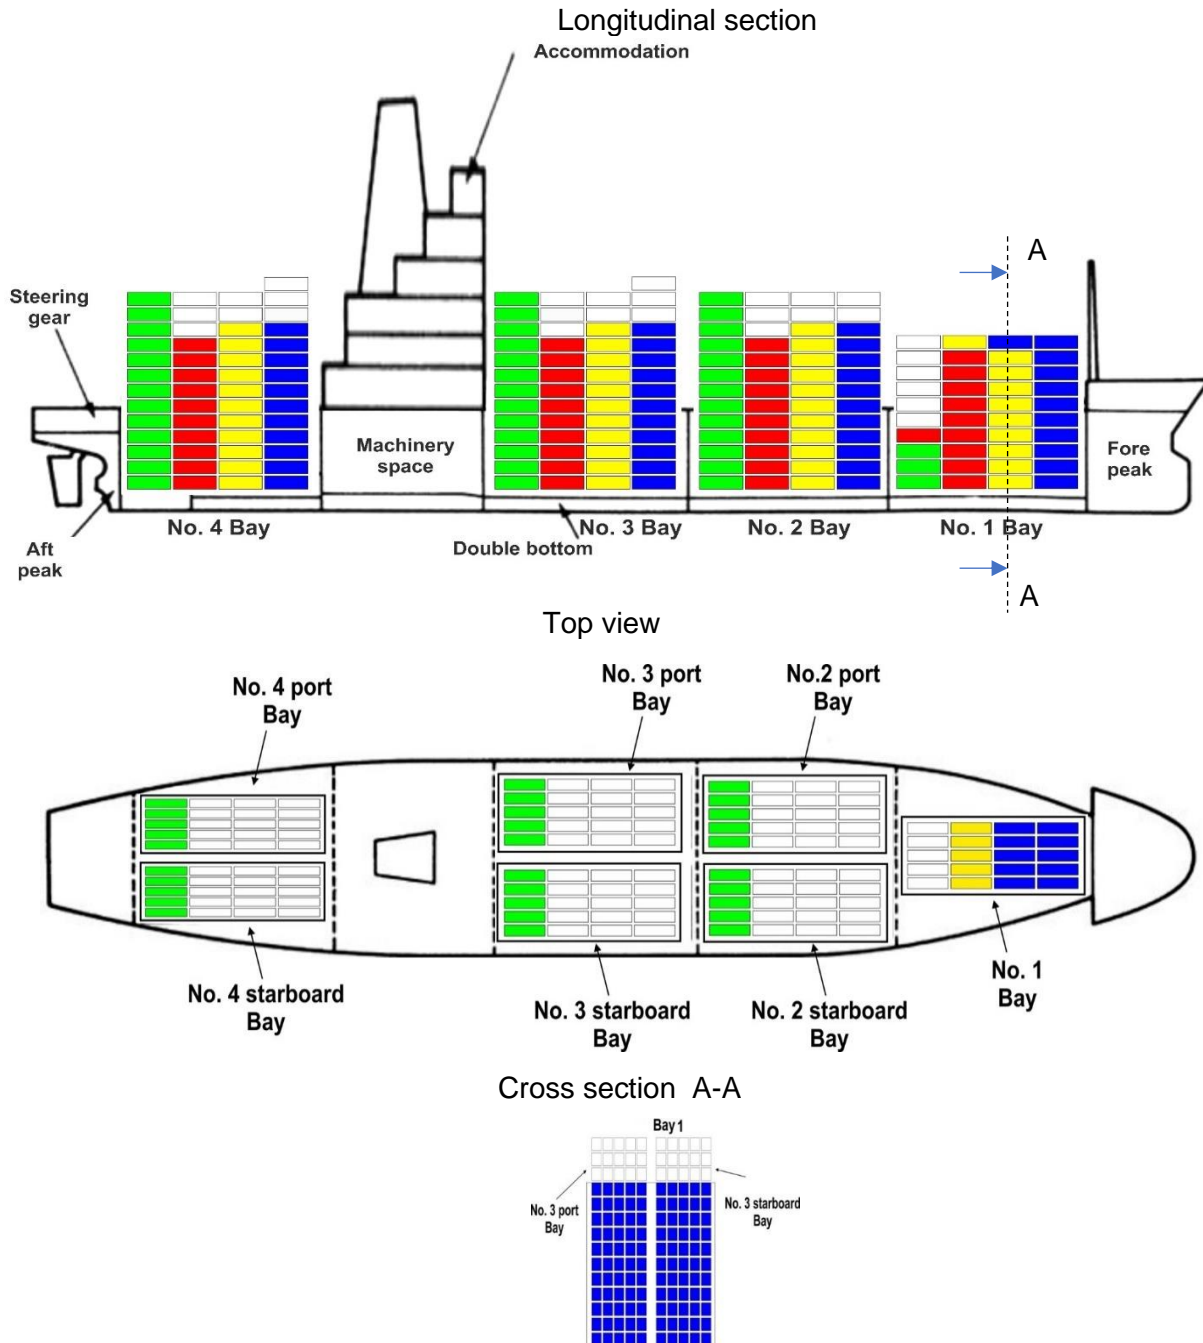 Longitudinal section
Accommodation
A
Steering
gear
Machinery
space
Fore
peak
No. 4 Bay
No. 3 Bay
No. 2 Bay
No. 1 Bay
Aft
peak
Double bottom
A
Top view
No. 4 port
Bay
No. 3 port
Bay
No.2 port
Bay
No. 4 starboard
Bay
No. 3 starboard
Bay
No. 2 starboard
Bay
No. 1
Bay
Cross section A-A
Bay 1
No. 3 port
Bay
No. 3 starboard
Bay